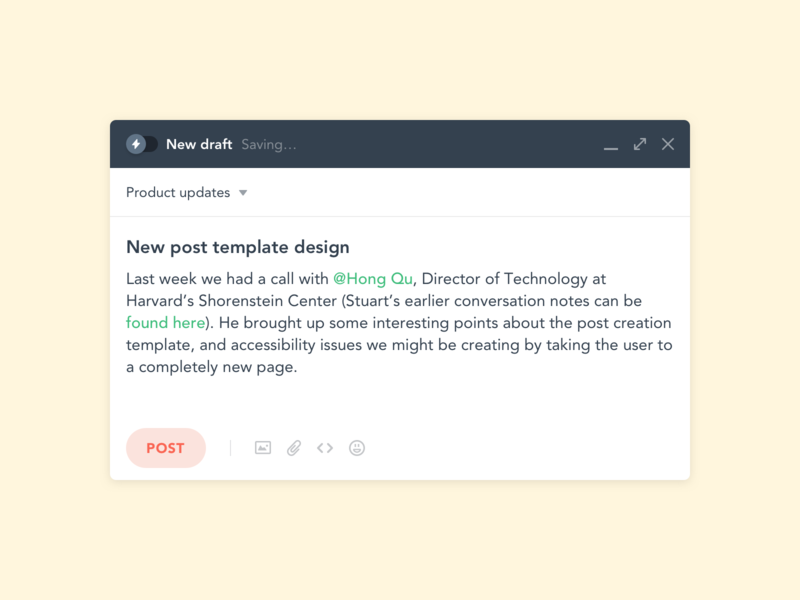 New draft Saving...
Product updates
New post template design
Last week we had a call with @Hong Qu, Director of Technology at
Harvard’s Shorenstein Center (Stuart’s earlier conversation notes can be
found here). He brought up some interesting points about the post creation
template, and accessibility issues we might be creating by taking the user to
a completely new page.
POST